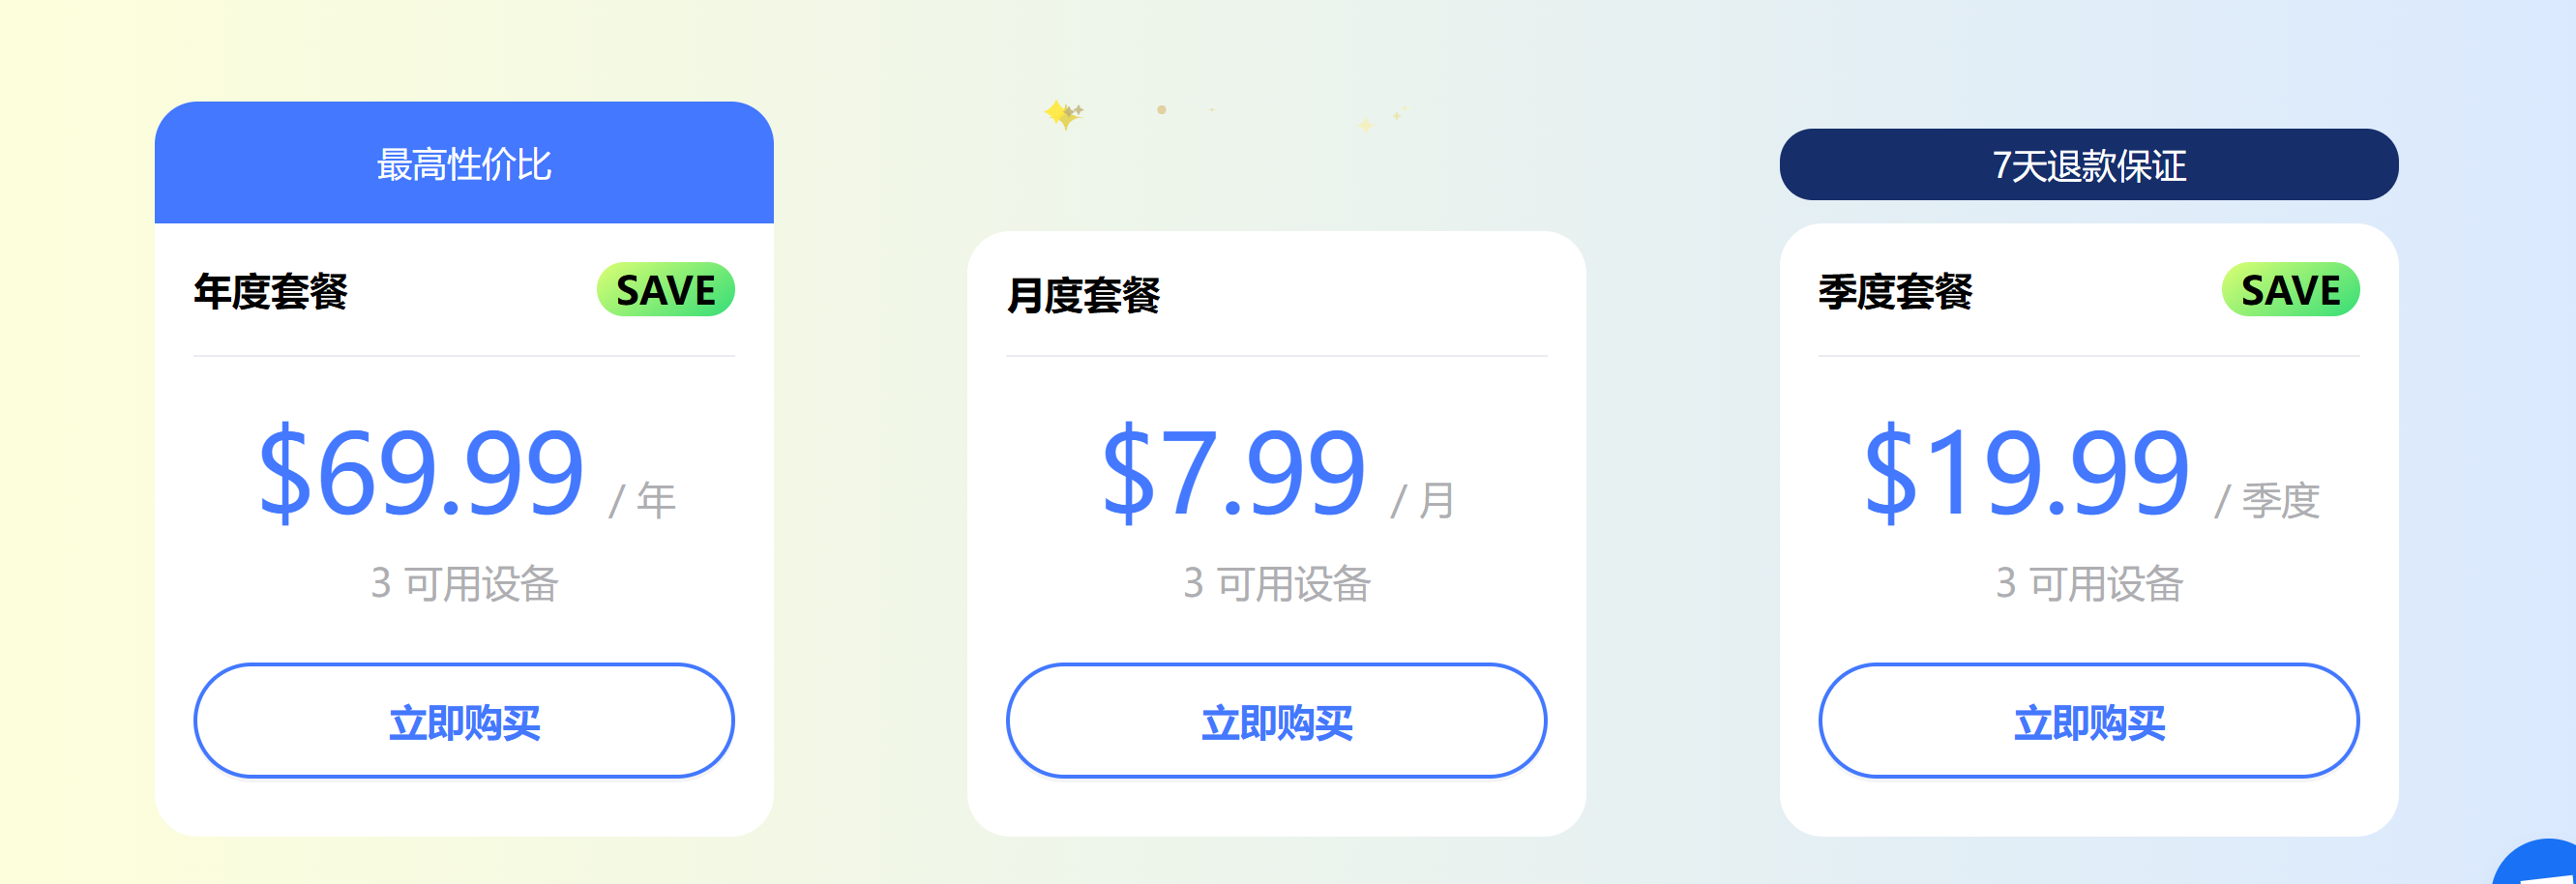 最高性价比
年度套餐
SAVE
$69.99 / 年
3 可用设备
立即购买
月度套餐
$7.99 / 月
3 可用设备
立即购买
7天退款保证
季度套餐
SAVE
$19.99 / 季度
3 可用设备
立即购买